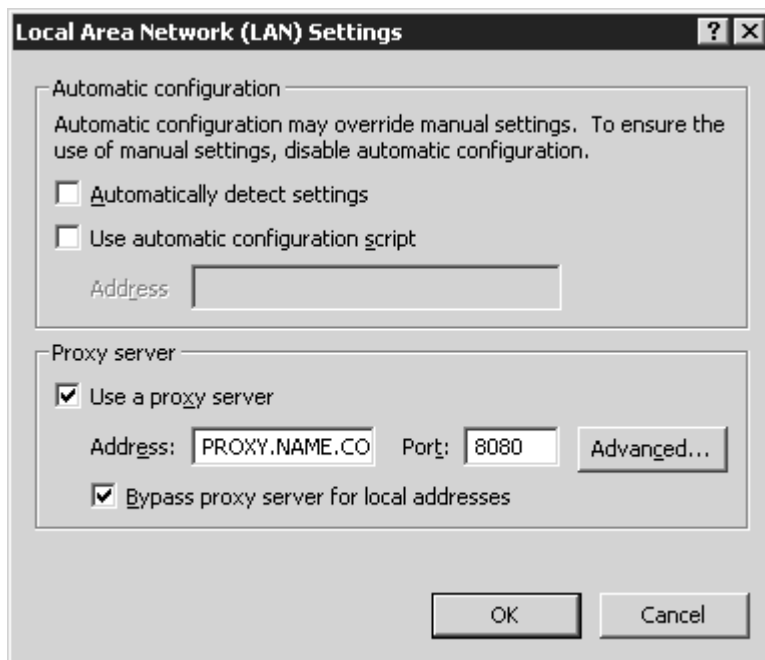 Local Area Network (LAN) Settings
Automatic configuration
Automatic configuration may override manual settings. To ensure the
use of manual settings, disable automatic configuration.
Automatically detect settings
Use automatic configuration script
Address
Proxy server
Use a proxy server
Address: PROXY.NAME.CO Port: 8080 Advanced...
Bypass proxy server for local addresses
OK Cancel